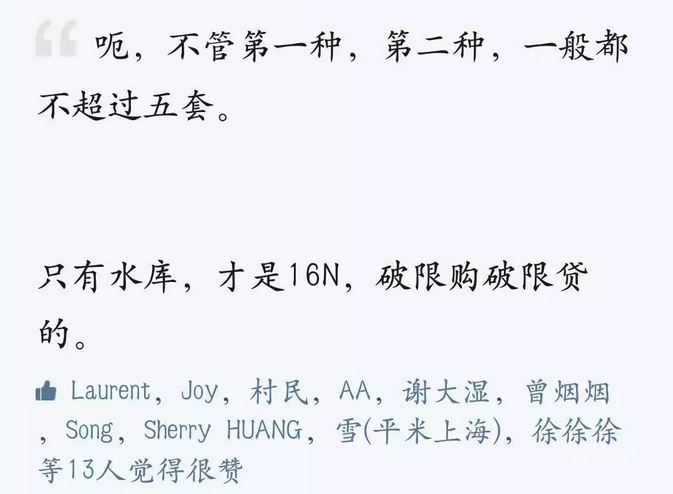 呃，不管第一种，第二种，一般都
不超过五套。
只有水库，才是16N，破限购破限贷
的。
Laurent，Joy，村民，AA，谢大湿，曾烟烟
，Song，Sherry HUANG，雪(平米上海)，徐徐徐
等13人觉得很赞